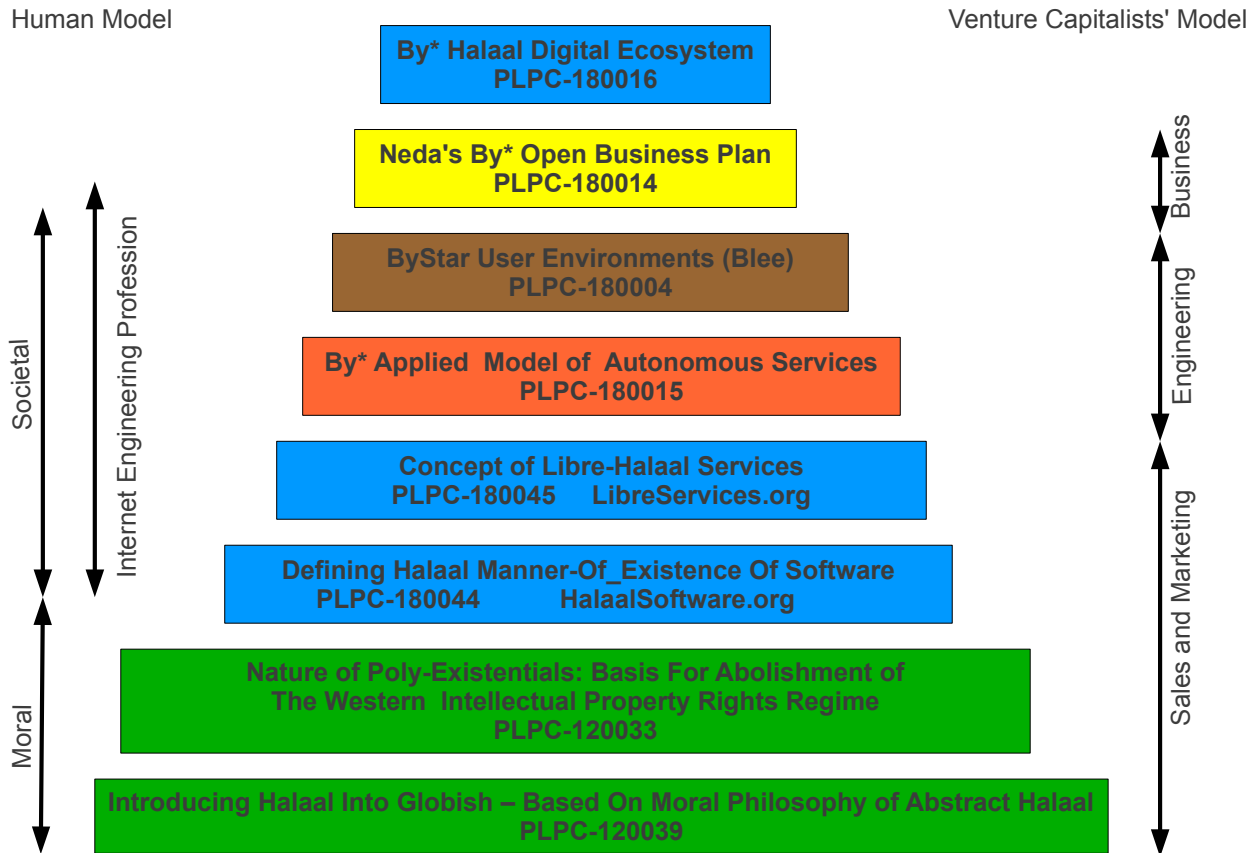 Human Model
Venture Capitalists' Model
By* Halaal Digital Ecosystem
PLPC-180016
Neda's By* Open Business Plan
PLPC-180014
ByStar User Environments (Blee)
PLPC-180004
By* Applied Model of Autonomous Services
PLPC-180015
Concept of Libre-Halaal Services
PLPC-180045 LibreServices.org
Defining Halaal Manner-Of_Existence Of Software
PLPC-180044 HalaalSoftware.org
Nature of Poly-Existentials: Basis For Abolishment of
The Western Intellectual Property Rights Regime
PLPC-120033
Introducing Halaal Into Globish – Based On Moral Philosophy of Abstract Halaal
PLPC-120039
Societal
Moral
Internet Engineering Profession
Business
Engineering
Sales and Marketing